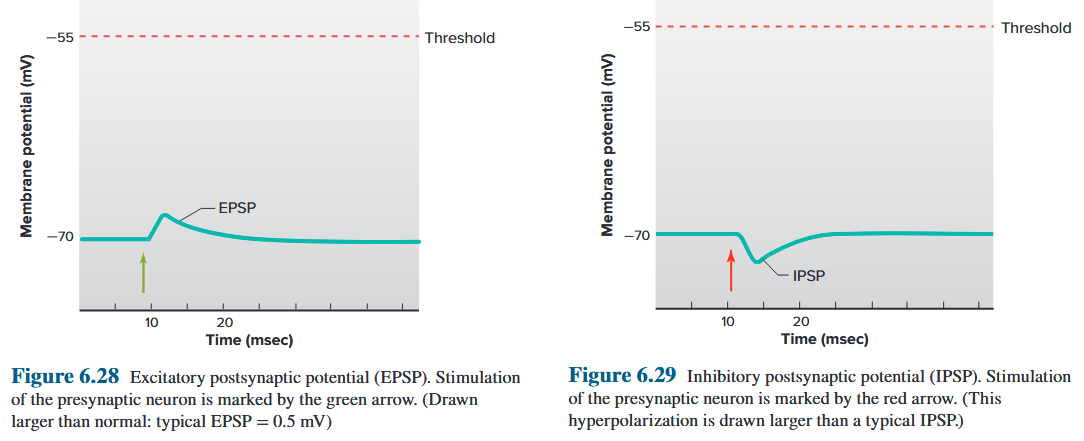 Membrane potential (mV)
−55
Threshold
EPSP
−70
10 20
Time (msec)
Figure 6.28 Excitatory postsynaptic potential (EPSP). Stimulation
of the presynaptic neuron is marked by the green arrow. (Drawn
larger than normal: typical EPSP = 0.5 mV)
Membrane potential (mV)
−55
Threshold
−70
IPSP
10 20
Time (msec)
Figure 6.29 Inhibitory postsynaptic potential (IPSP). Stimulation
of the presynaptic neuron is marked by the red arrow. (This
hyperpolarization is drawn larger than a typical IPSP.)